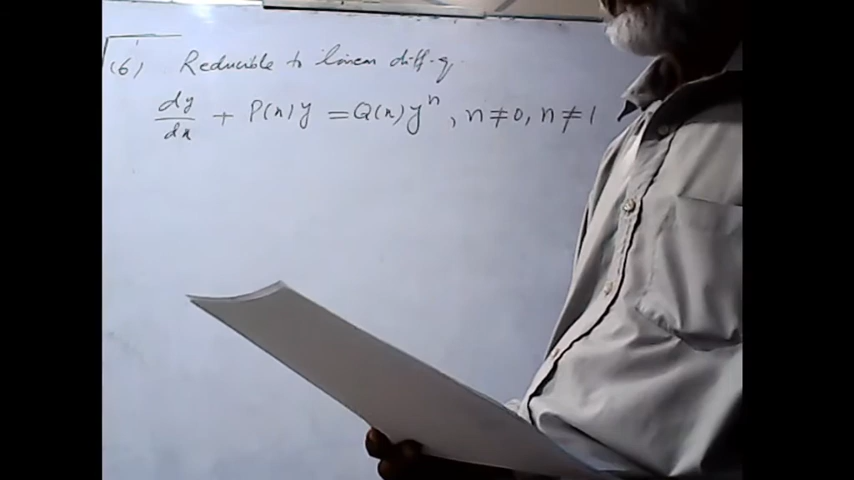 (6) Reducible to linear diff. eq.
dy/dx + P(x)y = Q(x)y^n, n≠0, n≠1